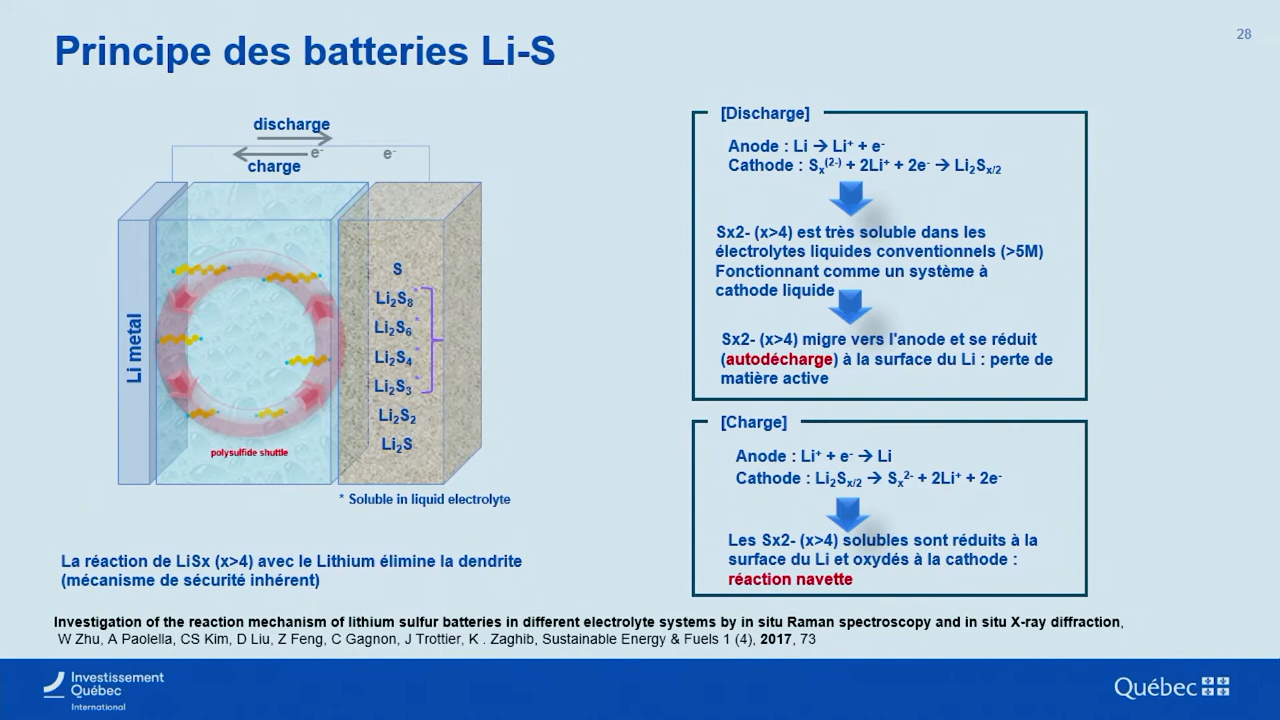 Principe des batteries Li-S
28
discharge
e⁻
e⁻
charge
Li metal
S
Li₂S₈*
Li₂S₆*
Li₂S₄*
Li₂S₃*
Li₂S₂
Li₂S
polysulfide shuttle
* Soluble in liquid electrolyte
La réaction de LiSx (x>4) avec le Lithium élimine la dendrite
(mécanisme de sécurité inhérent)
[Discharge]
Anode : Li → Li⁺ + e⁻
Cathode : Sₓ⁽²⁻⁾ + 2Li⁺ + 2e⁻ → Li₂Sₓ/₂
Sx2- (x>4) est très soluble dans les
électrolytes liquides conventionnels (>5M)
Fonctionnant comme un système à
cathode liquide
Sx2- (x>4) migre vers l'anode et se réduit
(autodécharge) à la surface du Li : perte de
matière active
[Charge]
Anode : Li⁺ + e⁻ → Li
Cathode : Li₂Sₓ/₂ → Sₓ²⁻ + 2Li⁺ + 2e⁻
Les Sx2- (x>4) solubles sont réduits à la
surface du Li et oxydés à la cathode :
réaction navette
Investigation of the reaction mechanism of lithium sulfur batteries in different electrolyte systems by in situ Raman spectroscopy and in situ X-ray diffraction,
W Zhu, A Paolella, CS Kim, D Liu, Z Feng, C Gagnon, J Trottier, K . Zaghib, Sustainable Energy & Fuels 1 (4), 2017, 73
Investissement
Québec
International
Québec